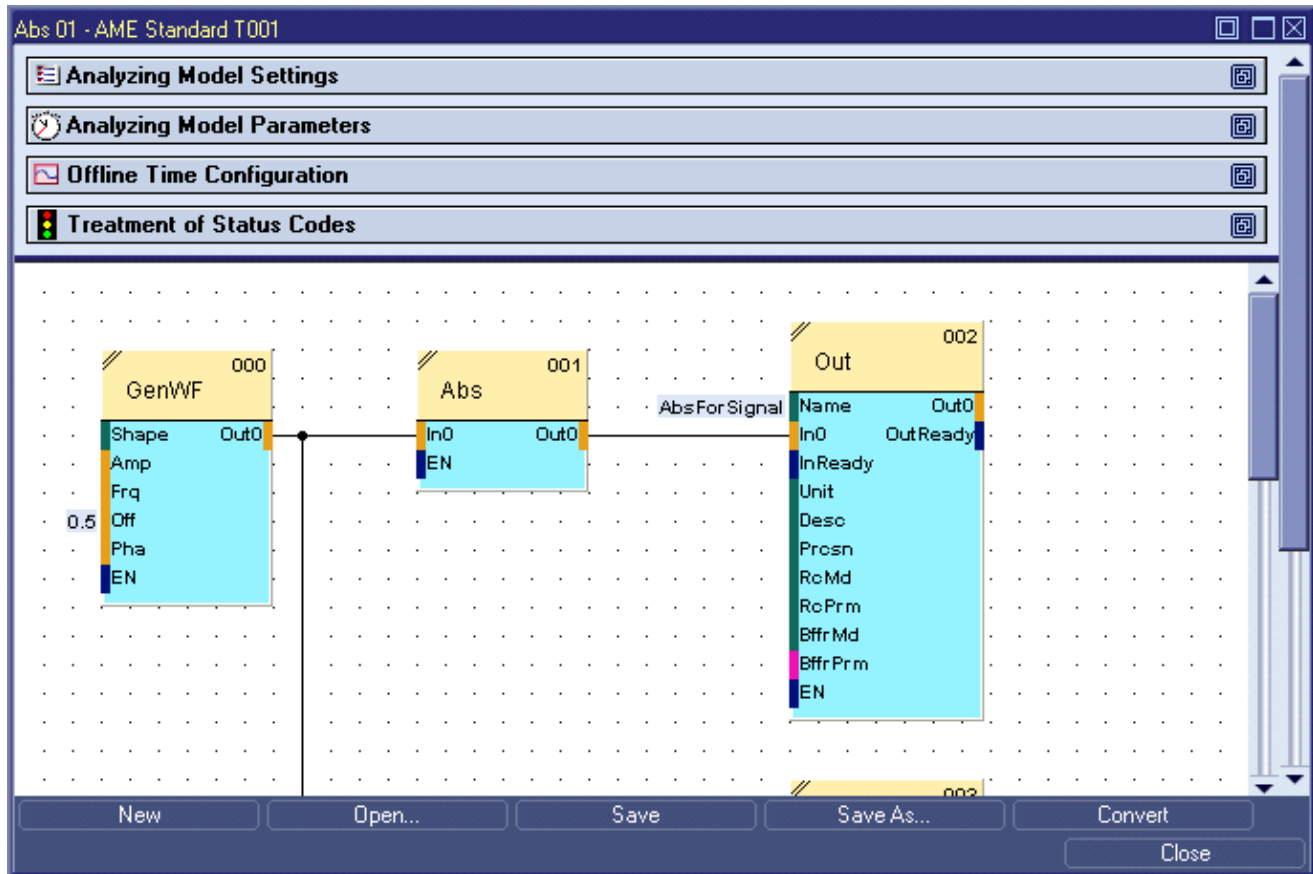 Abs 01 - AME Standard T001
Analyzing Model Settings
Analyzing Model Parameters
Offline Time Configuration
Treatment of Status Codes
000
GenWF
Shape Out0
Amp
Frq
0.5 Off
Pha
EN
001
Abs
In0 Out0
EN
002
Out
AbsForSignal Name Out0
In0 OutReady
InReady
Unit
Desc
Prcsn
RcMd
RcPrm
BffrMd
BffrPrm
EN
New Open... Save Save As... Convert
Close